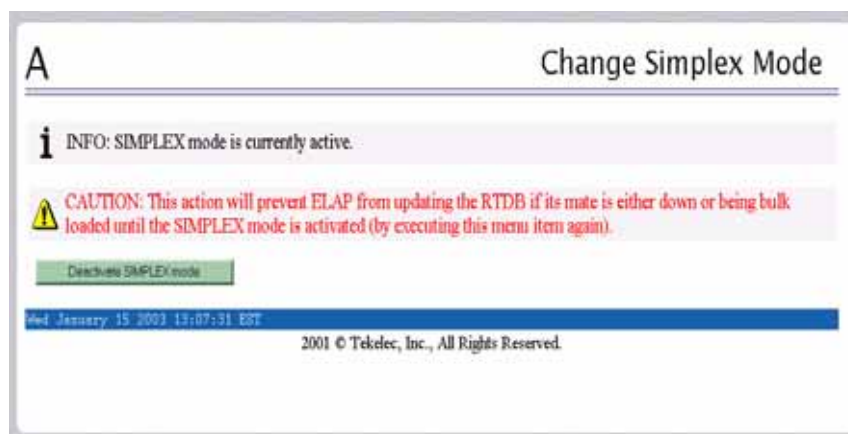 A
Change Simplex Mode
INFO: SIMPLEX mode is currently active.
CAUTION: This action will prevent ELAP from updating the RTDB if its mate is either down or being bulk
loaded until the SIMPLEX mode is activated (by executing this menu item again).
Deactivate SIMPLEX mode
Wed January 15 2003 13:07:31 EST
2001 © Tekelec, Inc., All Rights Reserved.